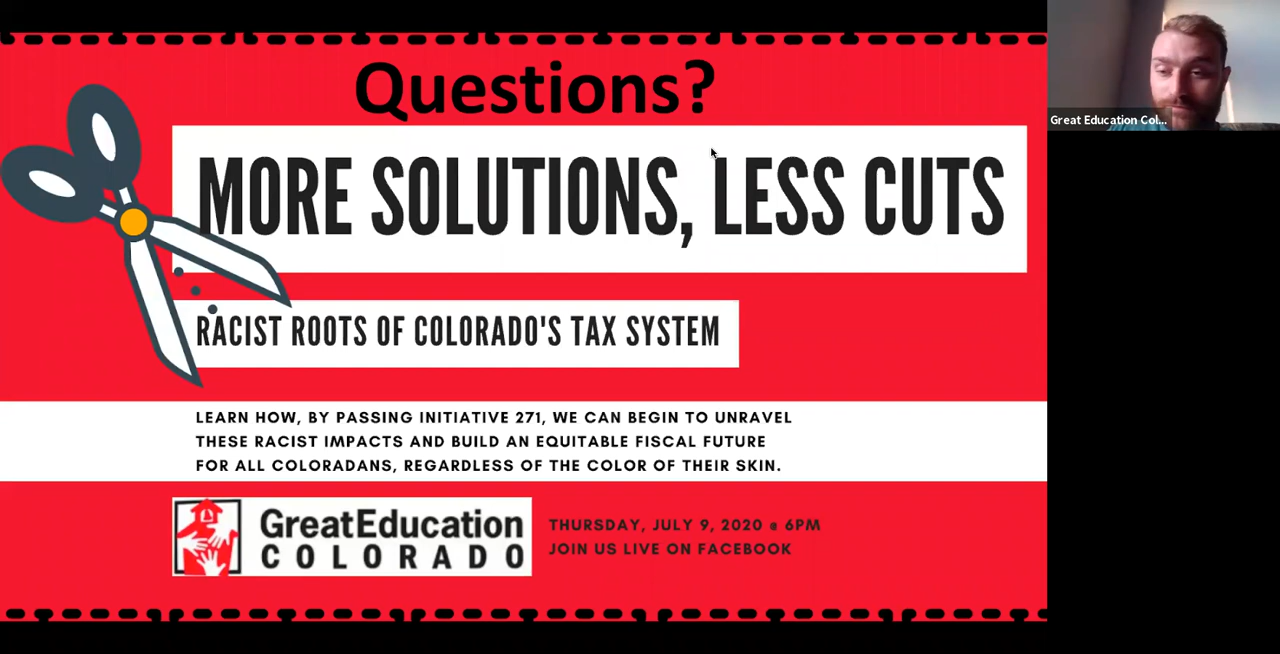 Questions?
MORE SOLUTIONS, LESS CUTS
RACIST ROOTS OF COLORADO'S TAX SYSTEM
LEARN HOW, BY PASSING INITIATIVE 271, WE CAN BEGIN TO UNRAVEL
THESE RACIST IMPACTS AND BUILD AN EQUITABLE FISCAL FUTURE
FOR ALL COLORADANS, REGARDLESS OF THE COLOR OF THEIR SKIN.
GreatEducation
COLORADO
THURSDAY, JULY 9, 2020 @ 6PM
JOIN US LIVE ON FACEBOOK
Great Education Col...